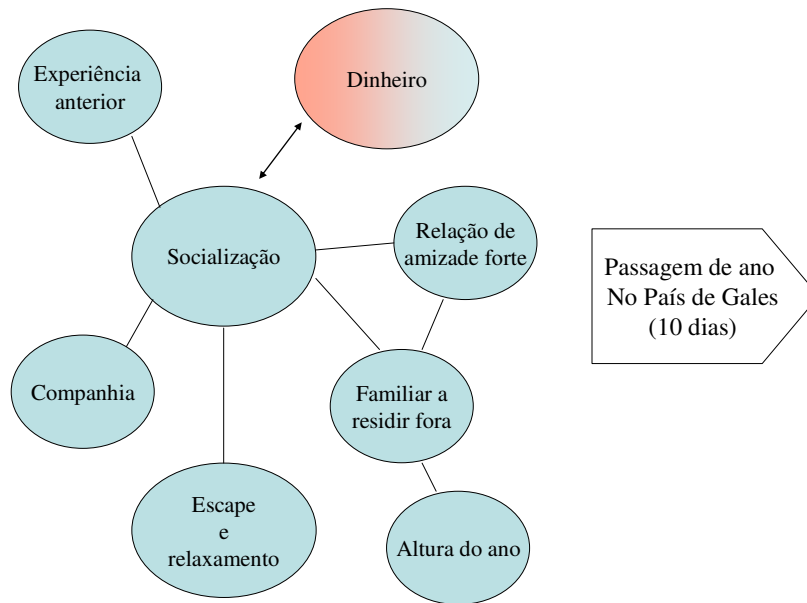 Experiência
anterior
Dinheiro
Socialização
Relação de
amizade forte
Passagem de ano
No País de Gales
(10 dias)
Companhia
Familiar a
residir fora
Escape
e
relaxamento
Altura do ano